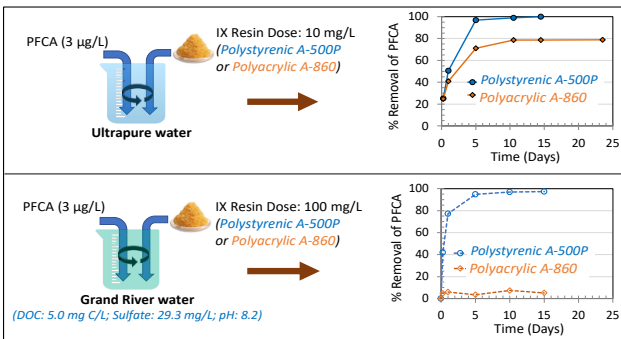 PFCA (3 µg/L)
IX Resin Dose: 10 mg/L
(Polystyrenic A-500P
or Polyacrylic A-860)
Ultrapure water
% Removal of PFCA
100
80
60
40
20
0
Polystyrenic A-500P
Polyacrylic A-860
0 5 10 15 20 25
Time (Days)
PFCA (3 µg/L)
IX Resin Dose: 100 mg/L
(Polystyrenic A-500P
or Polyacrylic A-860)
Grand River water
(DOC: 5.0 mg C/L; Sulfate: 29.3 mg/L; pH: 8.2)
% Removal of PFCA
100
80
60
40
20
0
Polystyrenic A-500P
Polyacrylic A-860
0 5 10 15 20 25
Time (Days)